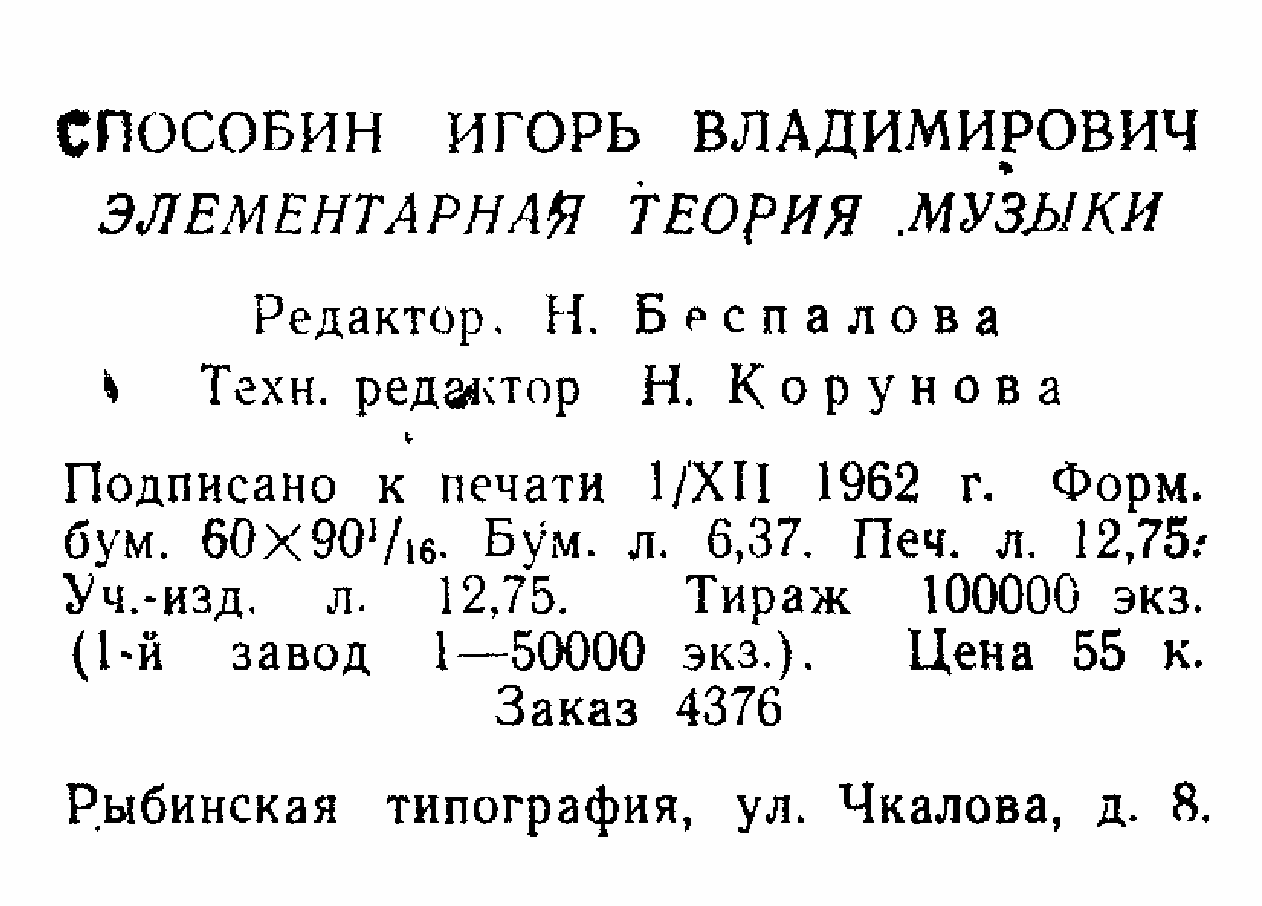 СПОСОБИН ИГОРЬ ВЛАДИМИРОВИЧ
ЭЛЕМЕНТАРНАЯ ТЕОРИЯ МУЗЫКИ
Редактор. Н. Беспалова
Техн. редактор Н. Корунова
Подписано к печати 1/XII 1962 г. Форм.
бум. 60×90¹/₁₆. Бум. л. 6,37. Печ. л. 12,75.
Уч.-изд. л. 12,75. Тираж 100000 экз.
(1-й завод 1—50000 экз.). Цена 55 к.
Заказ 4376
Рыбинская типография, ул. Чкалова, д. 8.